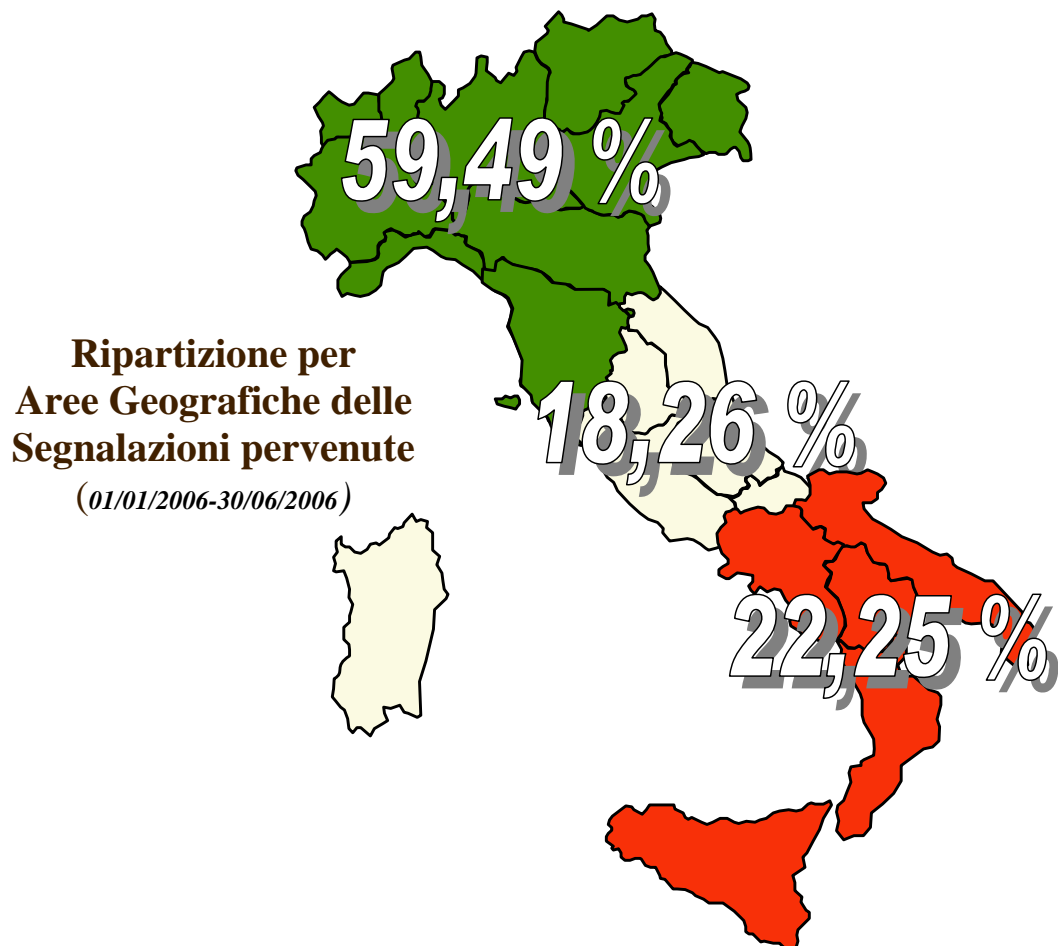 59,49 %
Ripartizione per
Aree Geografiche delle
Segnalazioni pervenute
(01/01/2006-30/06/2006)
18,26 %
22,25 %